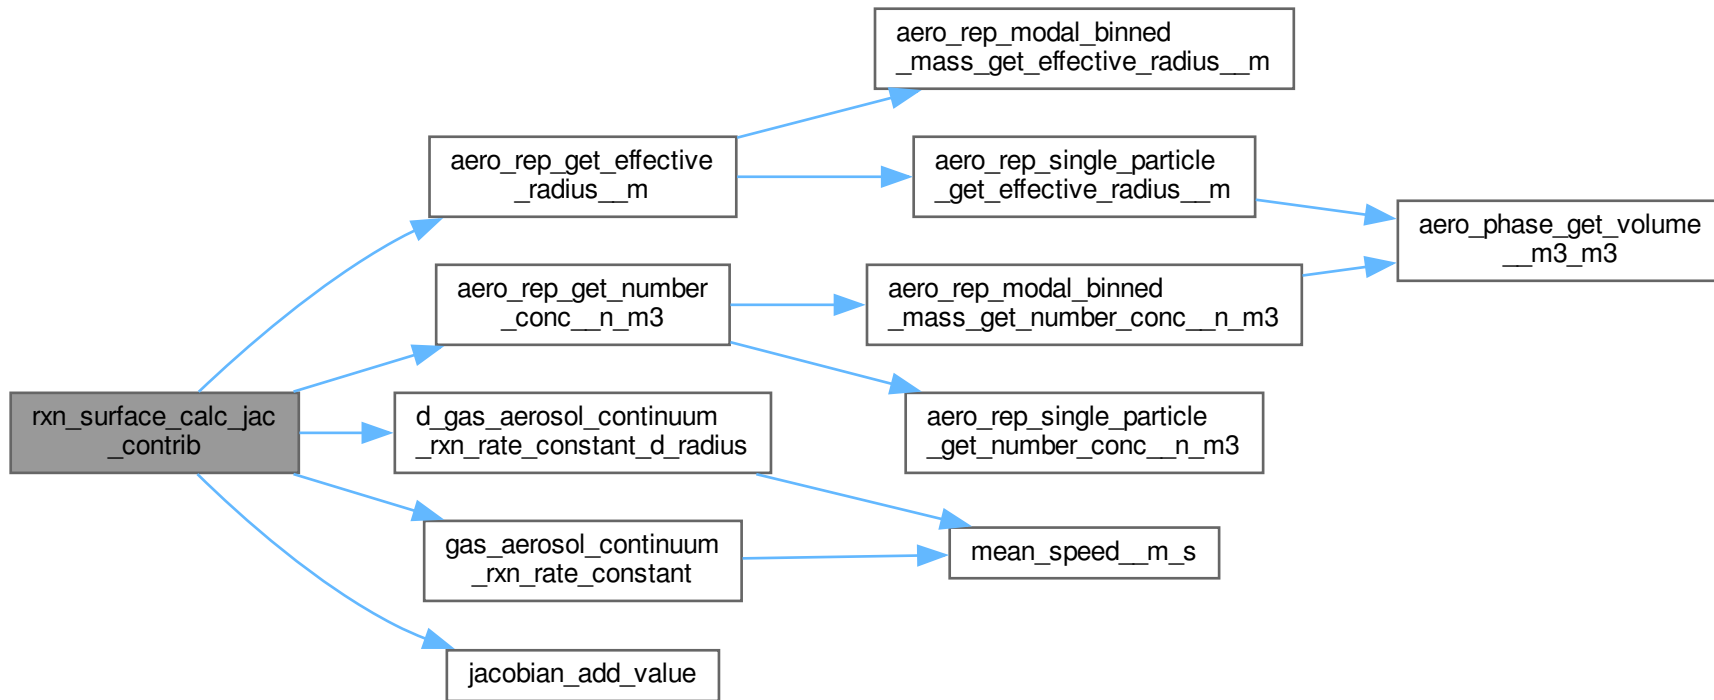 rxn_surface_calc_jac
_contrib
aero_rep_get_effective
_radius__m
aero_rep_modal_binned
_mass_get_effective_radius__m
aero_rep_single_particle
_get_effective_radius__m
aero_phase_get_volume
__m3_m3
aero_rep_get_number
_conc__n_m3
aero_rep_modal_binned
_mass_get_number_conc__n_m3
aero_rep_single_particle
_get_number_conc__n_m3
d_gas_aerosol_continuum
_rxn_rate_constant_d_radius
mean_speed__m_s
gas_aerosol_continuum
_rxn_rate_constant
jacobian_add_value